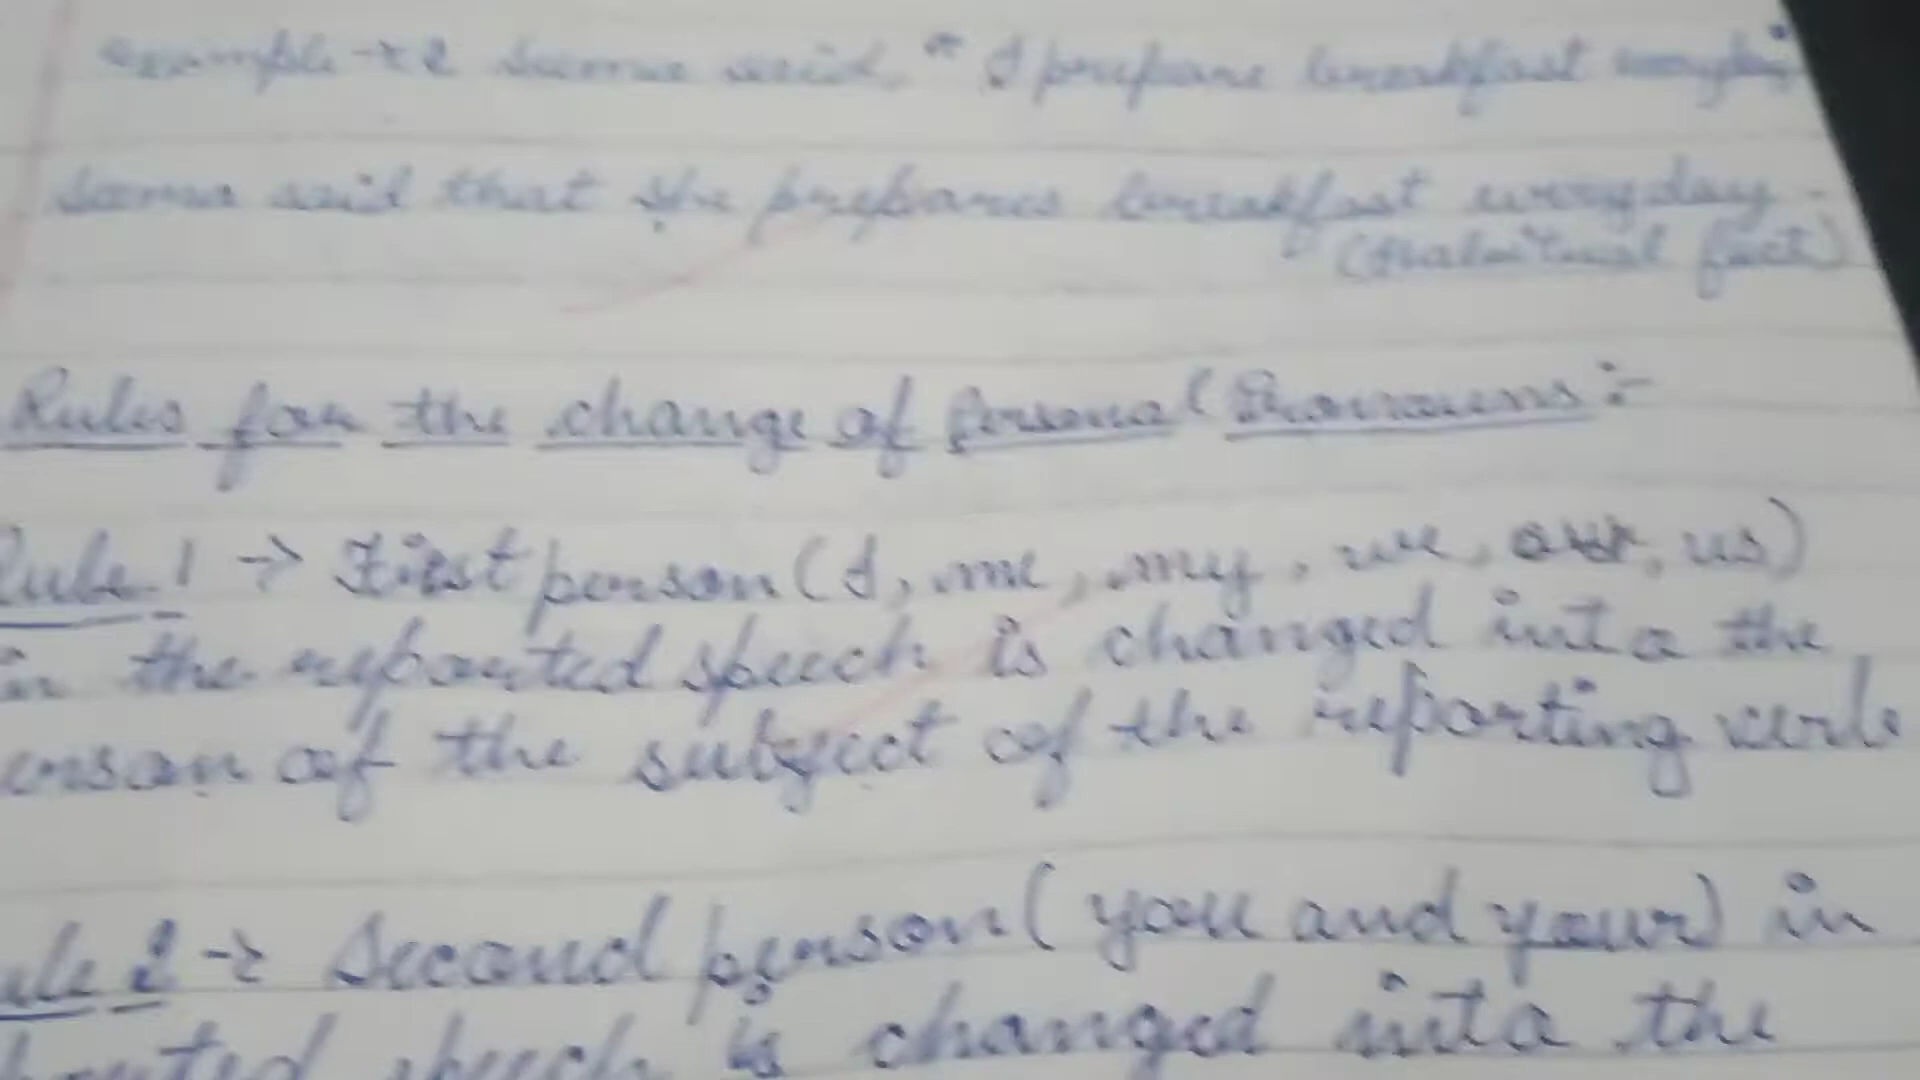 example → 2 seema said, " I prepare breakfast everyday"
seema said that she prepares breakfast everyday.
(Habitual fact)
Rules for the change of Personal Pronouns :-
Rule 1 → First person (I, me, my, we, our, us)
in the reported speech is changed into the
person of the subject of the reporting verb
Rule 2 → Second person ( you and your) in
reported speech is changed into the